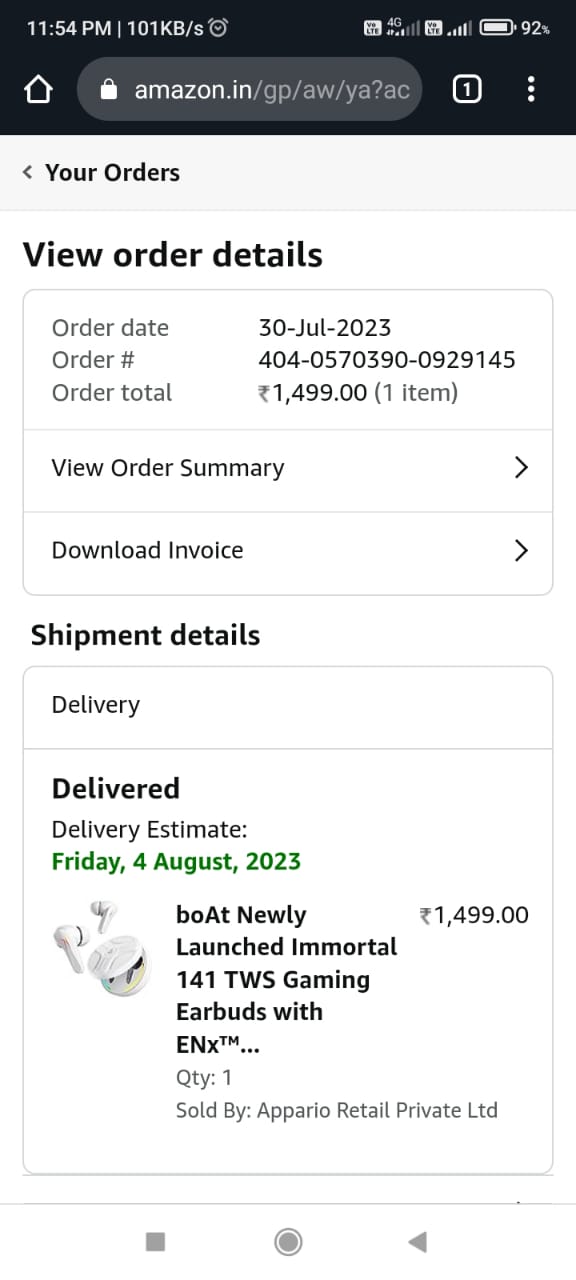 11:54 PM | 101KB/s
Vo LTE 4G Vo LTE 92%
amazon.in/gp/aw/ya?ac
1
Your Orders
View order details
Order date 30-Jul-2023
Order # 404-0570390-0929145
Order total ₹1,499.00 (1 item)
View Order Summary
Download Invoice
Shipment details
Delivery
Delivered
Delivery Estimate:
Friday, 4 August, 2023
boAt Newly ₹1,499.00
Launched Immortal
141 TWS Gaming
Earbuds with
ENx™...
Qty: 1
Sold By: Appario Retail Private Ltd